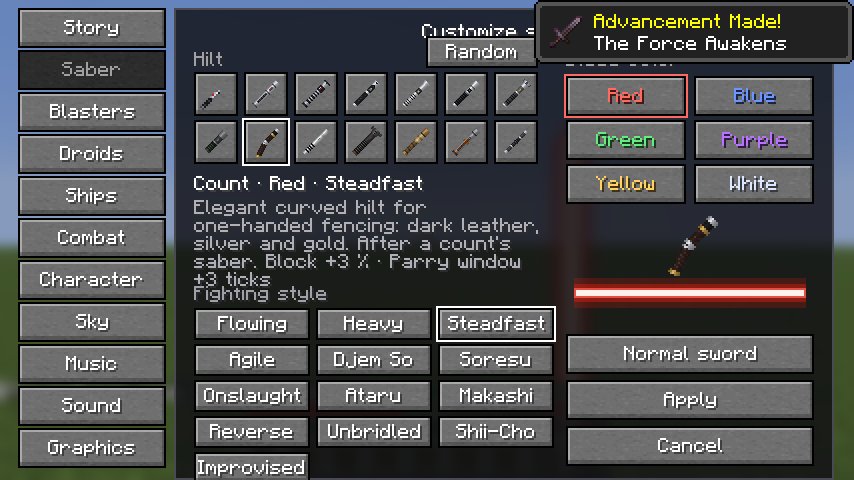 Story
Saber
Blasters
Droids
Ships
Combat
Character
Sky
Music
Sound
Graphics
Customize
Random
Hilt
Count · Red · Steadfast
Elegant curved hilt for
one-handed fencing: dark leather,
silver and gold. After a count's
saber. Block +3 % · Parry window
+3 ticks
Fighting style
Flowing Heavy Steadfast
Agile Djem So Soresu
Onslaught Ataru Makashi
Reverse Unbridled Shii-Cho
Improvised
Advancement Made!
The Force Awakens
Red Blue
Green Purple
Yellow White
Normal sword
Apply
Cancel